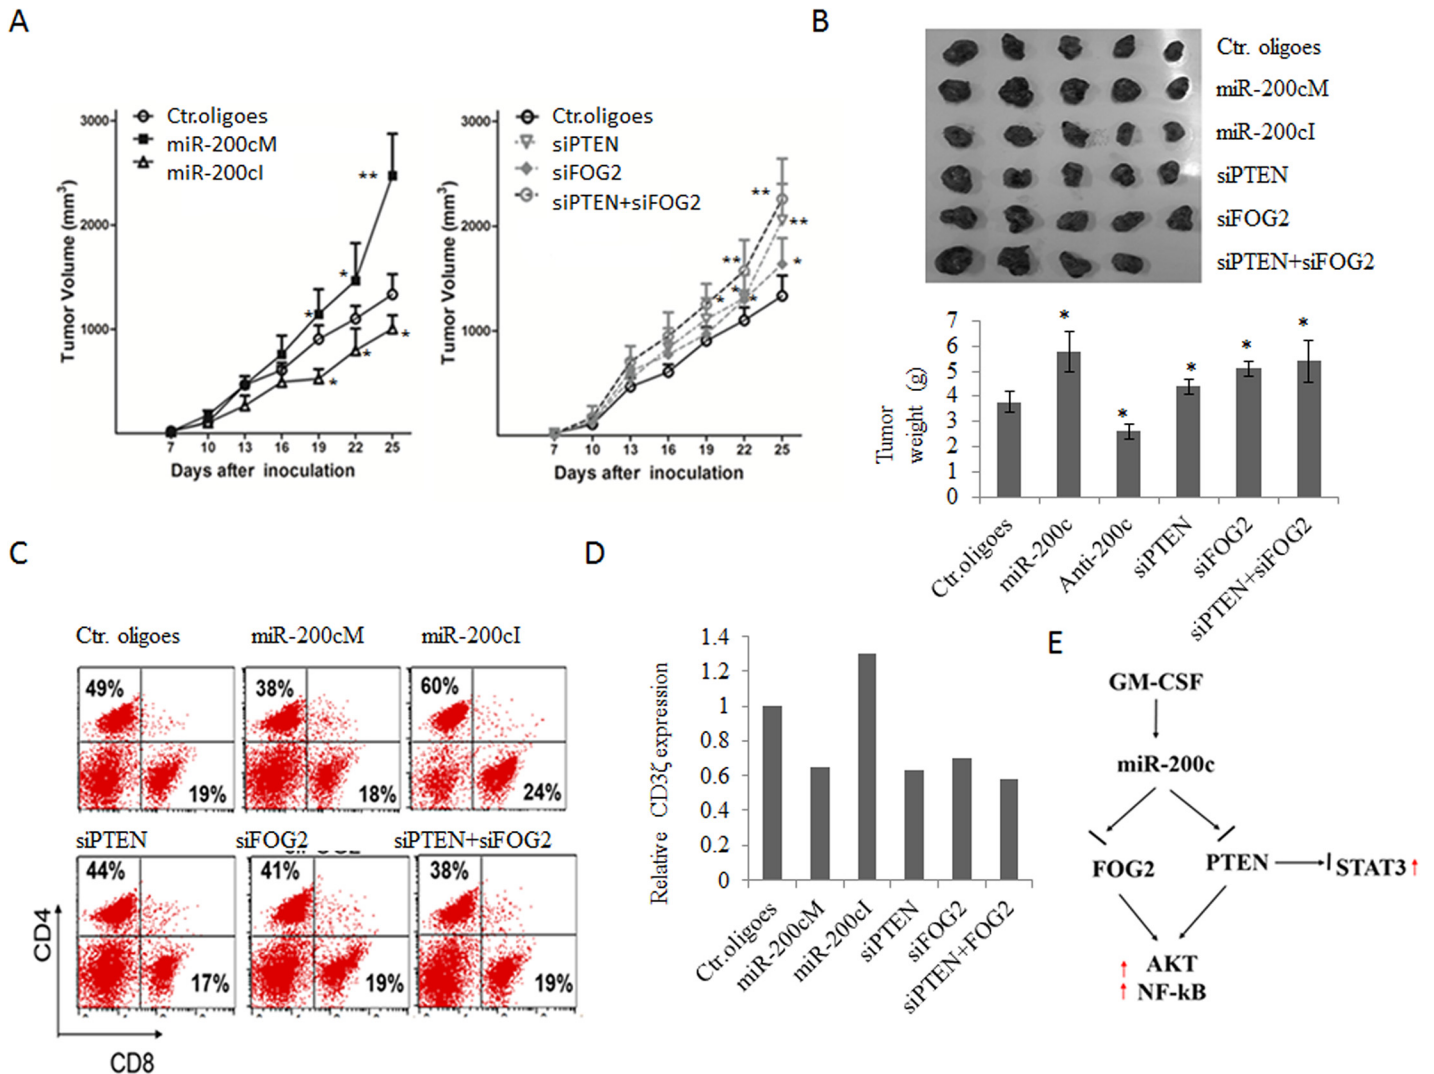 A
Ctr.oligoes
miR-200cM
miR-200cI
Tumor Volume (mm³)
3000
2000
1000
7 10 13 16 19 22 25
Days after inoculation
**
*
*
*
*
*
Ctr.oligoes
siPTEN
siFOG2
siPTEN+siFOG2
Tumor Volume (mm³)
3000
2000
1000
7 10 13 16 19 22 25
Days after inoculation
**
**
*
**
*
*
*
B
Ctr. oligoes
miR-200cM
miR-200cI
siPTEN
siFOG2
siPTEN+siFOG2
Tumor
weight (g)
7
6
5
4
3
2
1
0
* * * * *
Ctr.oligoes
miR-200c
Anti-200c
siPTEN
siFOG2
siPTEN+siFOG2
C
Ctr. oligoes miR-200cM miR-200cI
49% 38% 60%
19% 18% 24%
siPTEN siFOG2 siPTEN+siFOG2
44% 41% 38%
17% 19% 19%
CD4
CD8
D
Relative CD3ζ expression
1.4
1.2
1
0.8
0.6
0.4
0.2
0
Ctr.oligoes
miR-200cM
miR-200cI
siPTEN
siFOG2
siPTEN+FOG2
E
GM-CSF
miR-200c
FOG2 PTEN STAT3↑
↑ AKT
↑ NF-kB